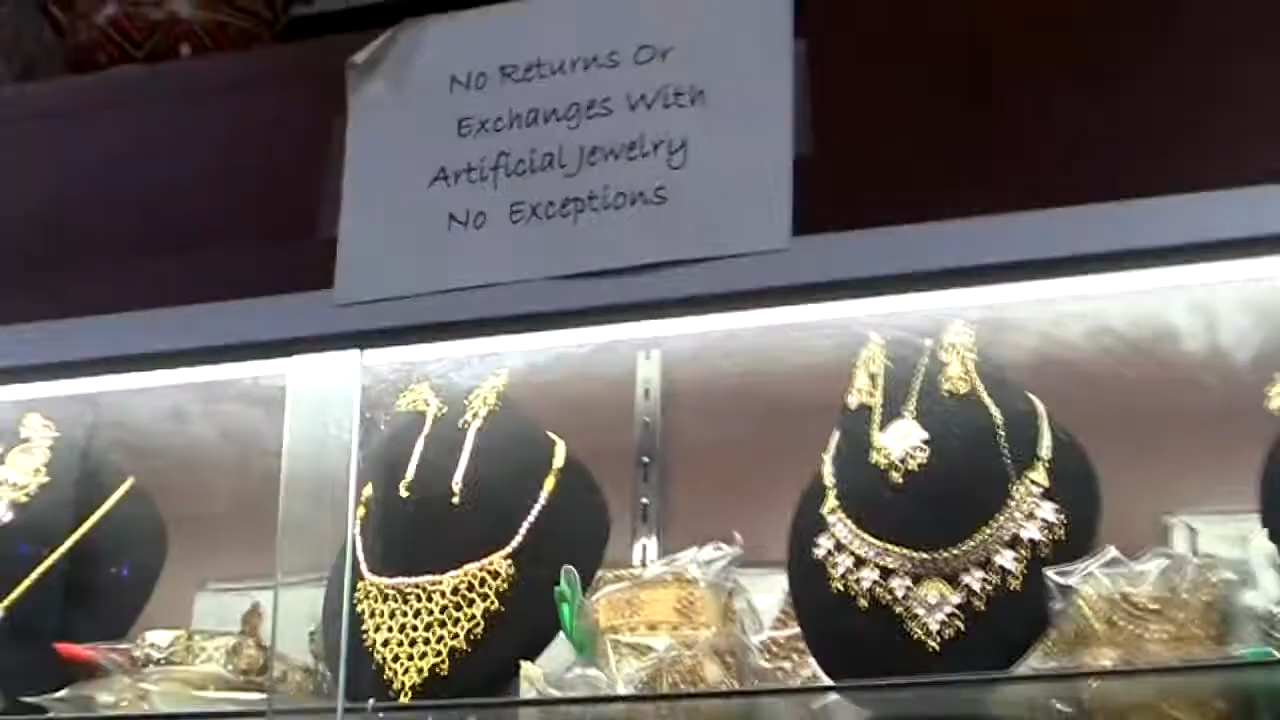 No Returns Or
Exchanges With
Artificial Jewelry
No Exceptions